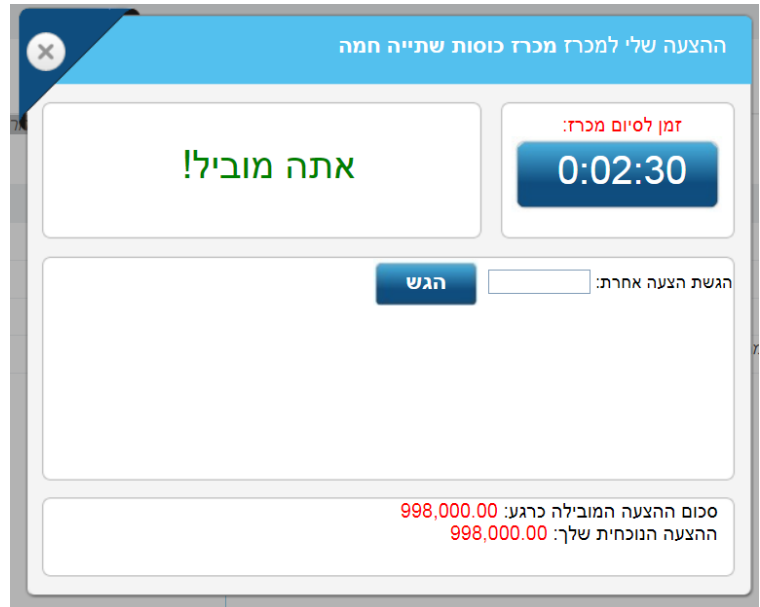 ההצעה שלי למכרז מכרז כוסות שתייה חמה
זמן לסיום מכרז:
0:02:30
אתה מוביל!
הגשת הצעה אחרת:
הגש
סכום ההצעה המובילה כרגע: 998,000.00
ההצעה הנוכחית שלך: 998,000.00